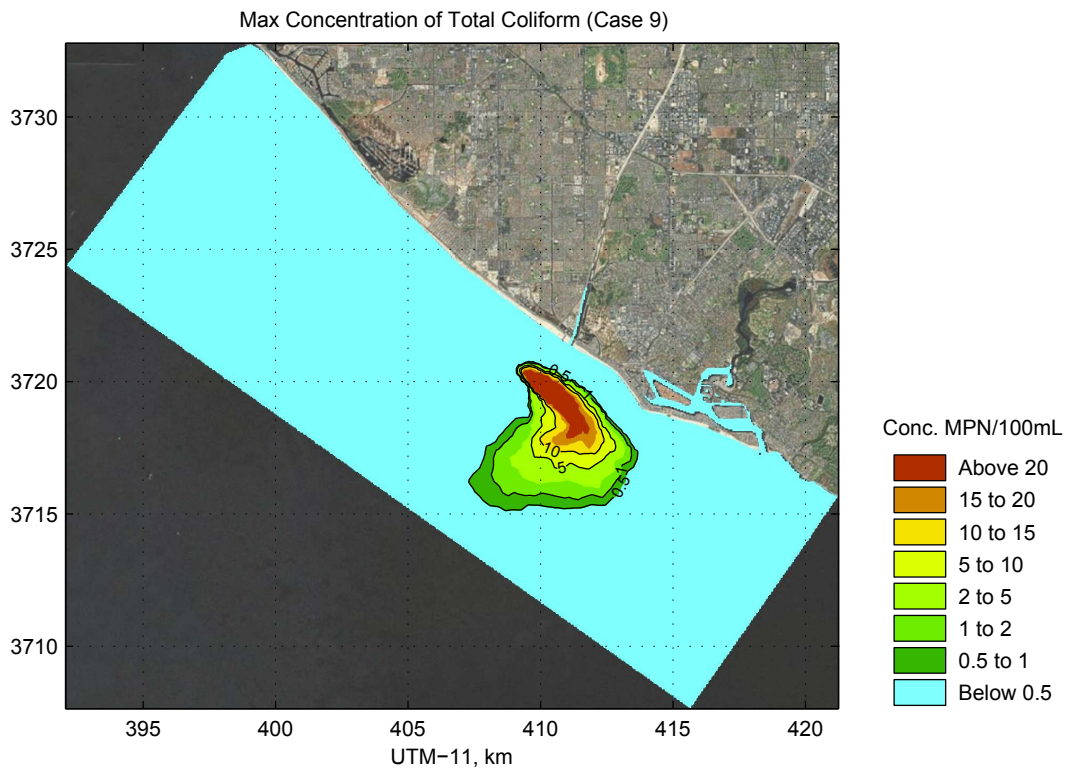 Max Concentration of Total Coliform (Case 9)
3730
3725
3720
3715
3710
0.5
1
10
5
1
0.5
395
400
405
410
415
420
UTM−11, km
Conc. MPN/100mL
Above 20
15 to 20
10 to 15
5 to 10
2 to 5
1 to 2
0.5 to 1
Below 0.5